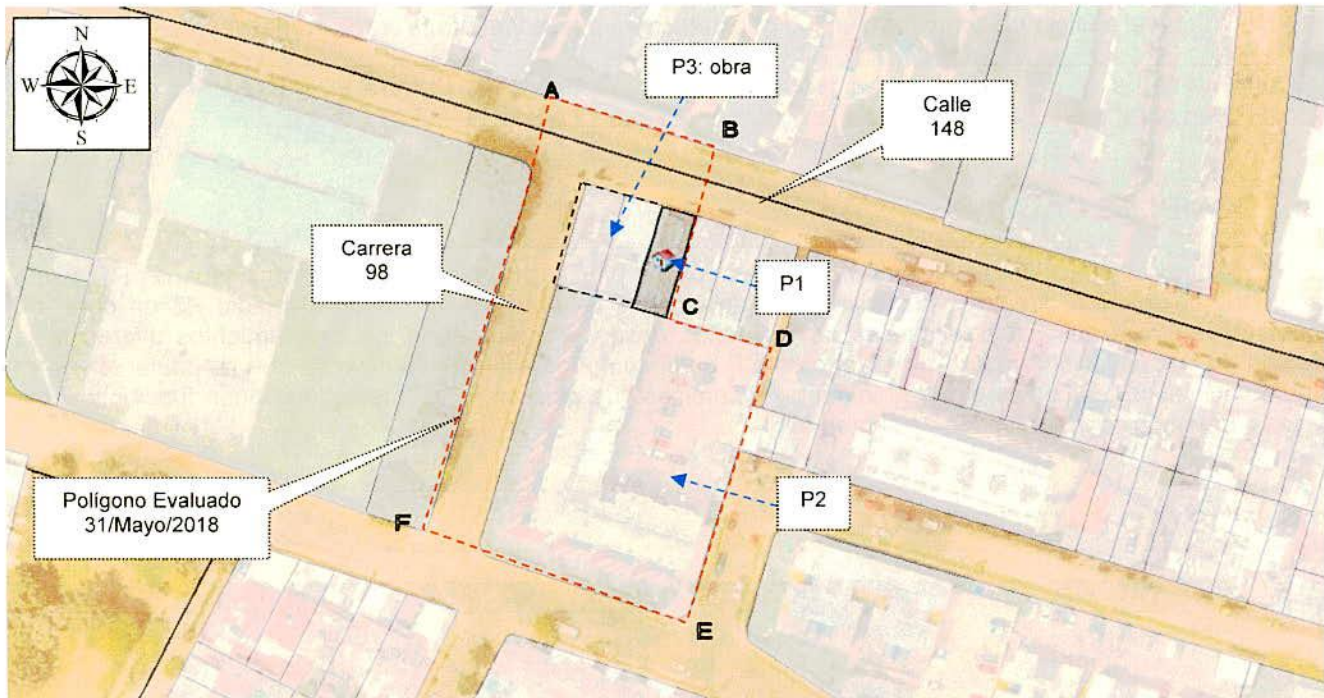 N
W E
S
P3: obra
A
B
Calle
148
Carrera
98
P1
C
D
Polígono Evaluado
31/Mayo/2018
P2
F
E